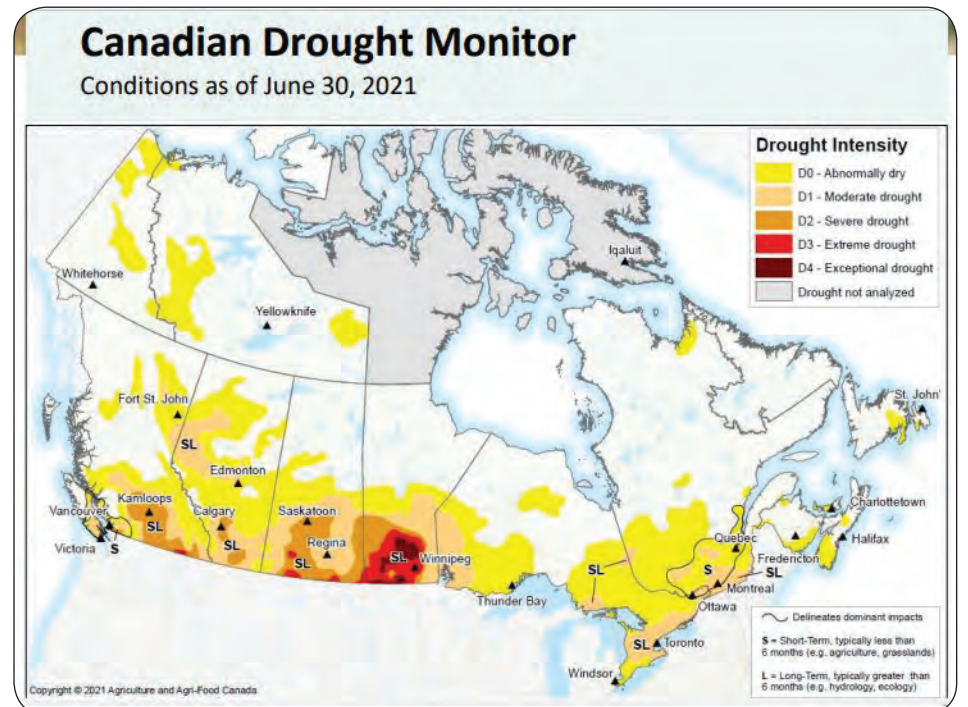 Canadian Drought Monitor
Conditions as of June 30, 2021
Drought Intensity
D0 - Abnormally dry
D1 - Moderate drought
D2 - Severe drought
D3 - Extreme drought
D4 - Exceptional drought
Drought not analyzed
Iqaluit
Whitehorse
Yellowknife
Fort St. John
St. John'
SL
Edmonton
Kamloops
Calgary
Saskatoon
Vancouver
Charlottetown
SL
Regina
Quebec
Victoria
S
SL
SL
SL
Winnipeg
Halifax
Fredericton
SL
S
SL
Thunder Bay
Montreal
Ottawa
SL
Toronto
Windsor
Delineates dominant impacts
S = Short-Term, typically less than
6 months (e.g. agriculture, grasslands)
L = Long-Term, typically greater than
6 months (e.g. hydrology, ecology)
Copyright © 2021 Agriculture and Agri-Food Canada